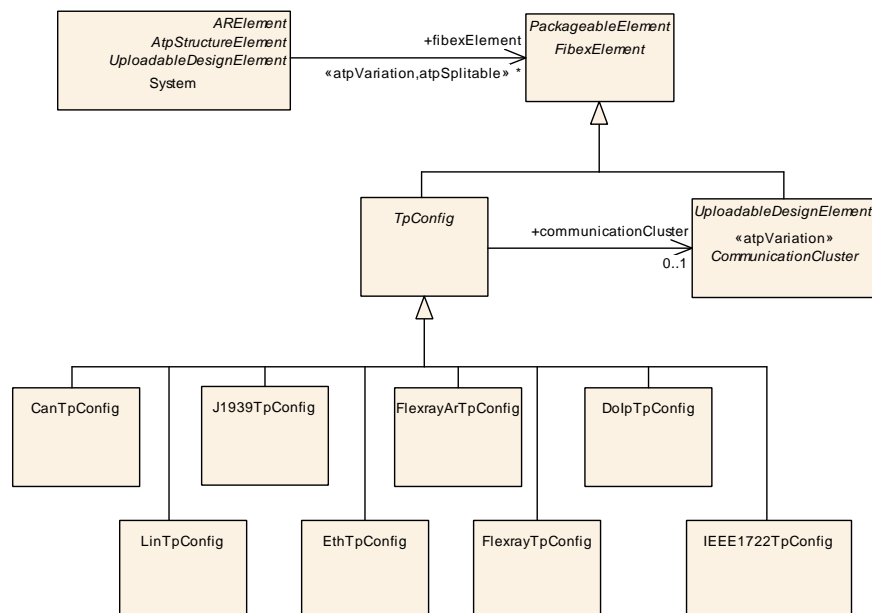 ARElement
AtpStructureElement
UploadableDesignElement
System
+fibexElement
«atpVariation,atpSplitable» *
PackageableElement
FibexElement
TpConfig
+communicationCluster
0..1
UploadableDesignElement
«atpVariation»
CommunicationCluster
CanTpConfig
J1939TpConfig
FlexrayArTpConfig
DoIpTpConfig
LinTpConfig
EthTpConfig
FlexrayTpConfig
IEEE1722TpConfig